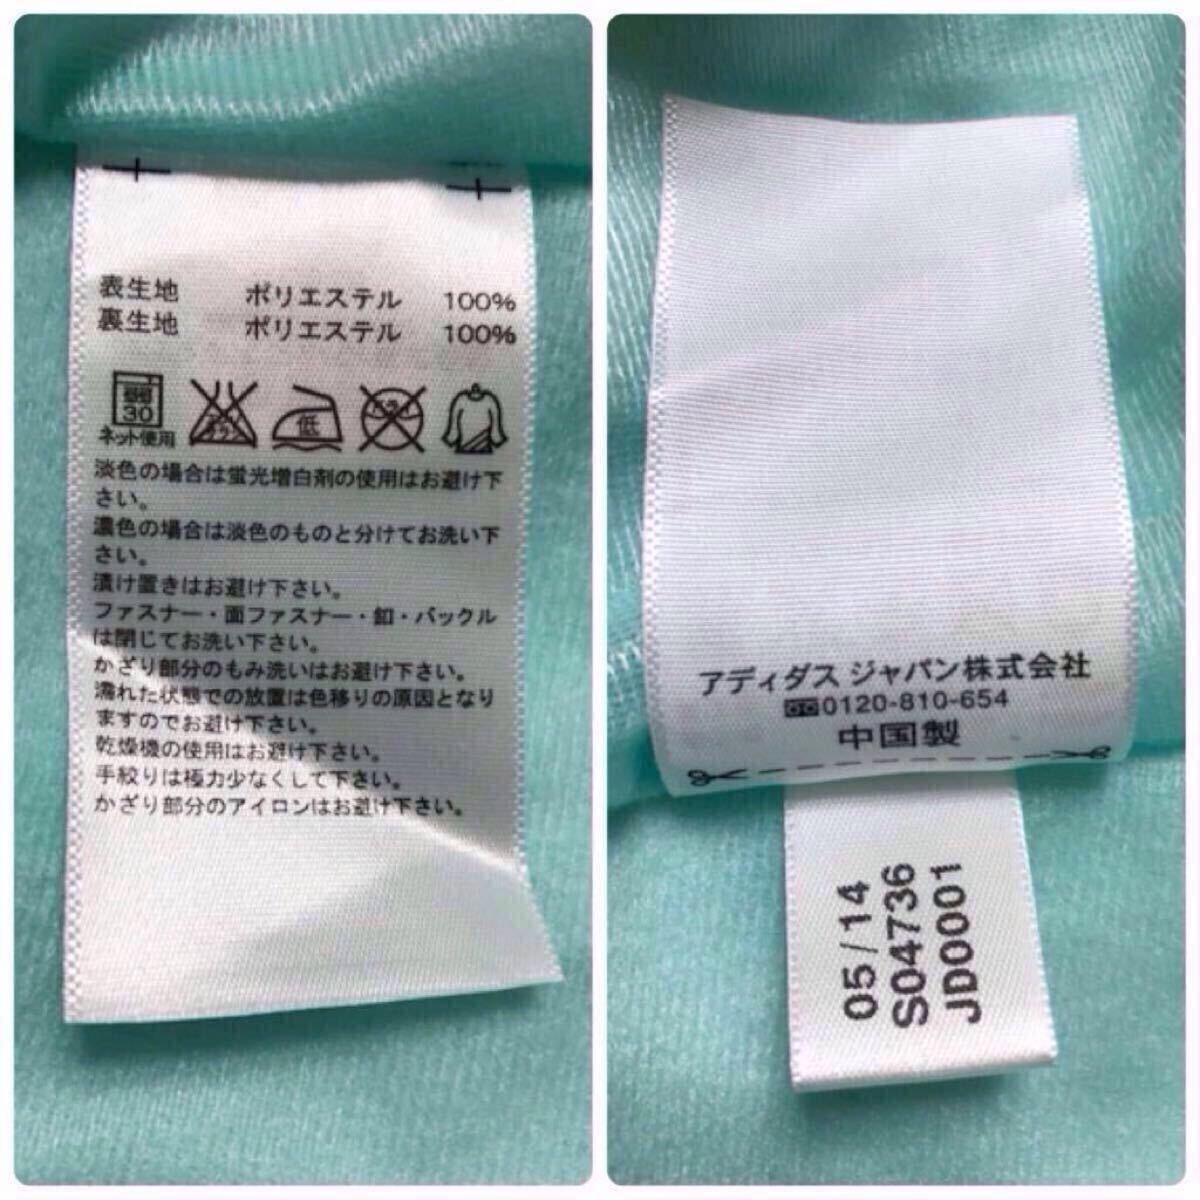 表生地 ポリエステル 100%
裏生地 ポリエステル 100%
弱 30
ネット使用
低
ドライ
淡色の場合は蛍光増白剤の使用はお避け下
さい。
濃色の場合は淡色のものと分けてお洗い下
さい。
漬け置きはお避け下さい。
ファスナー・面ファスナー・釦・バックル
は閉じてお洗い下さい。
かざり部分のもみ洗いはお避け下さい。
濡れた状態での放置は色移りの原因となり
ますのでお避け下さい。
乾燥機の使用はお避け下さい。
手絞りは極力少なくして下さい。
かざり部分のアイロンはお避け下さい。
アディダス ジャパン株式会社
0120-810-654
中国製
05/14
S04736
JD0001